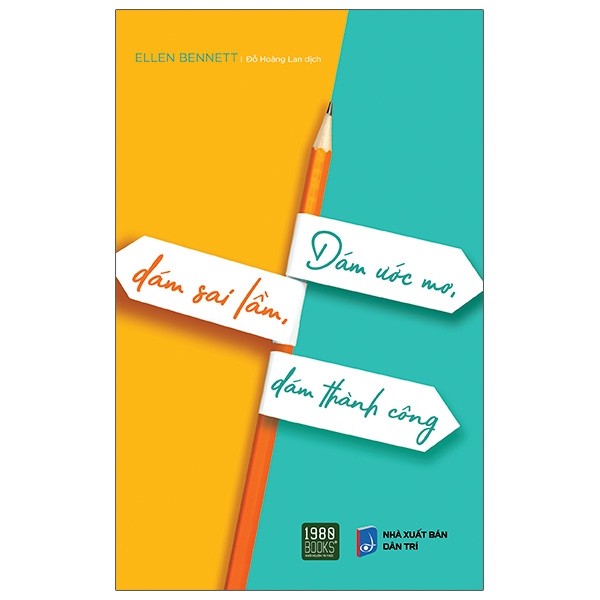 ELLEN BENNETT | Đỗ Hoàng Lan dịch
Dám ước mơ,
dám sai lầm,
dám thành công
1980
BOOKS
NHÀ XUẤT BẢN
DÂN TRÍ